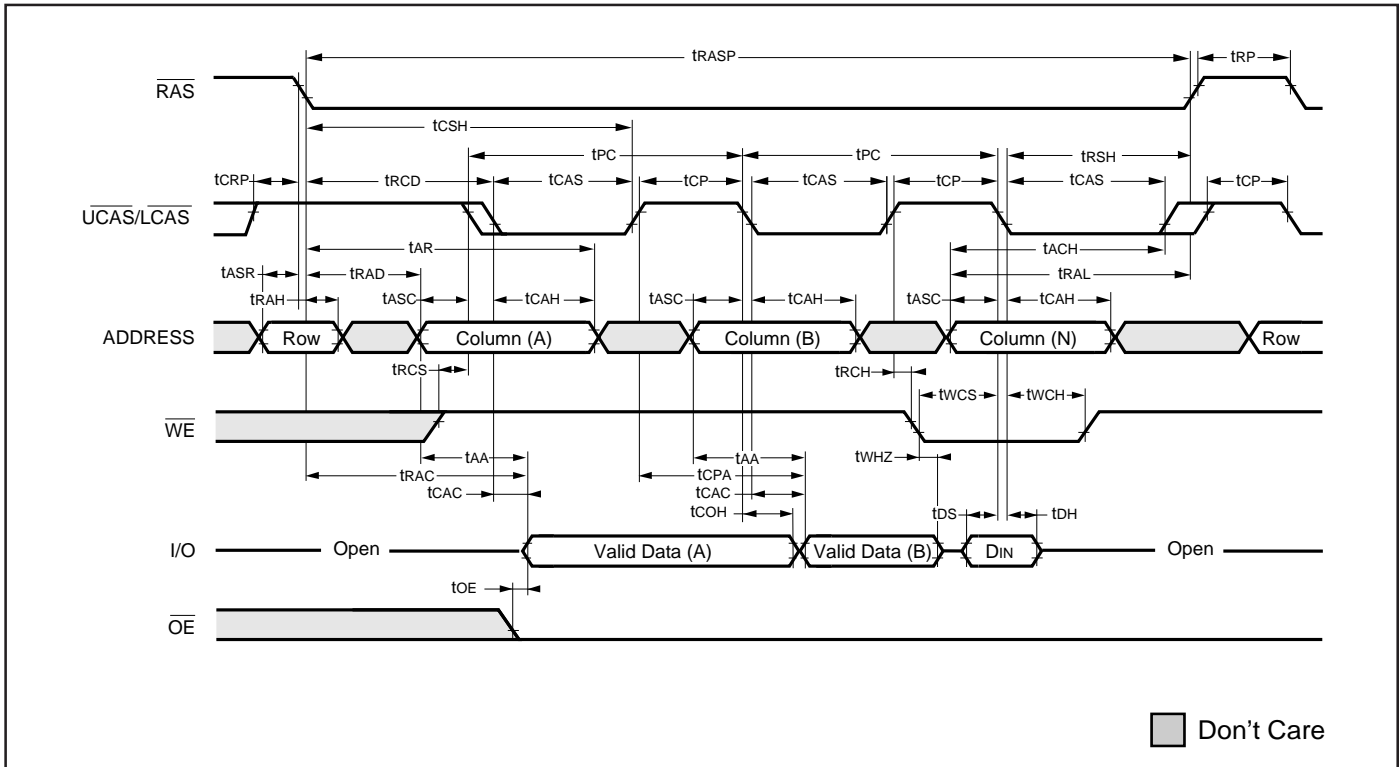 tRASP
tRP
RAS
tCSH
tPC
tPC
tRSH
tCRP
tRCD
tCAS
tCP
tCAS
tCP
tCAS
tCP
UCAS/LCAS
tAR
tACH
tASR
tRAD
tRAL
tRAH
tASC
tCAH
tASC
tCAH
tASC
tCAH
ADDRESS
Row
Column (A)
Column (B)
Column (N)
Row
tRCS
tRCH
tWCS
tWCH
WE
tAA
tAA
tWHZ
tRAC
tCPA
tCAC
tCAC
tCOH
tDS
tDH
I/O
Open
Valid Data (A)
Valid Data (B)
DIN
Open
tOE
OE
Don't Care